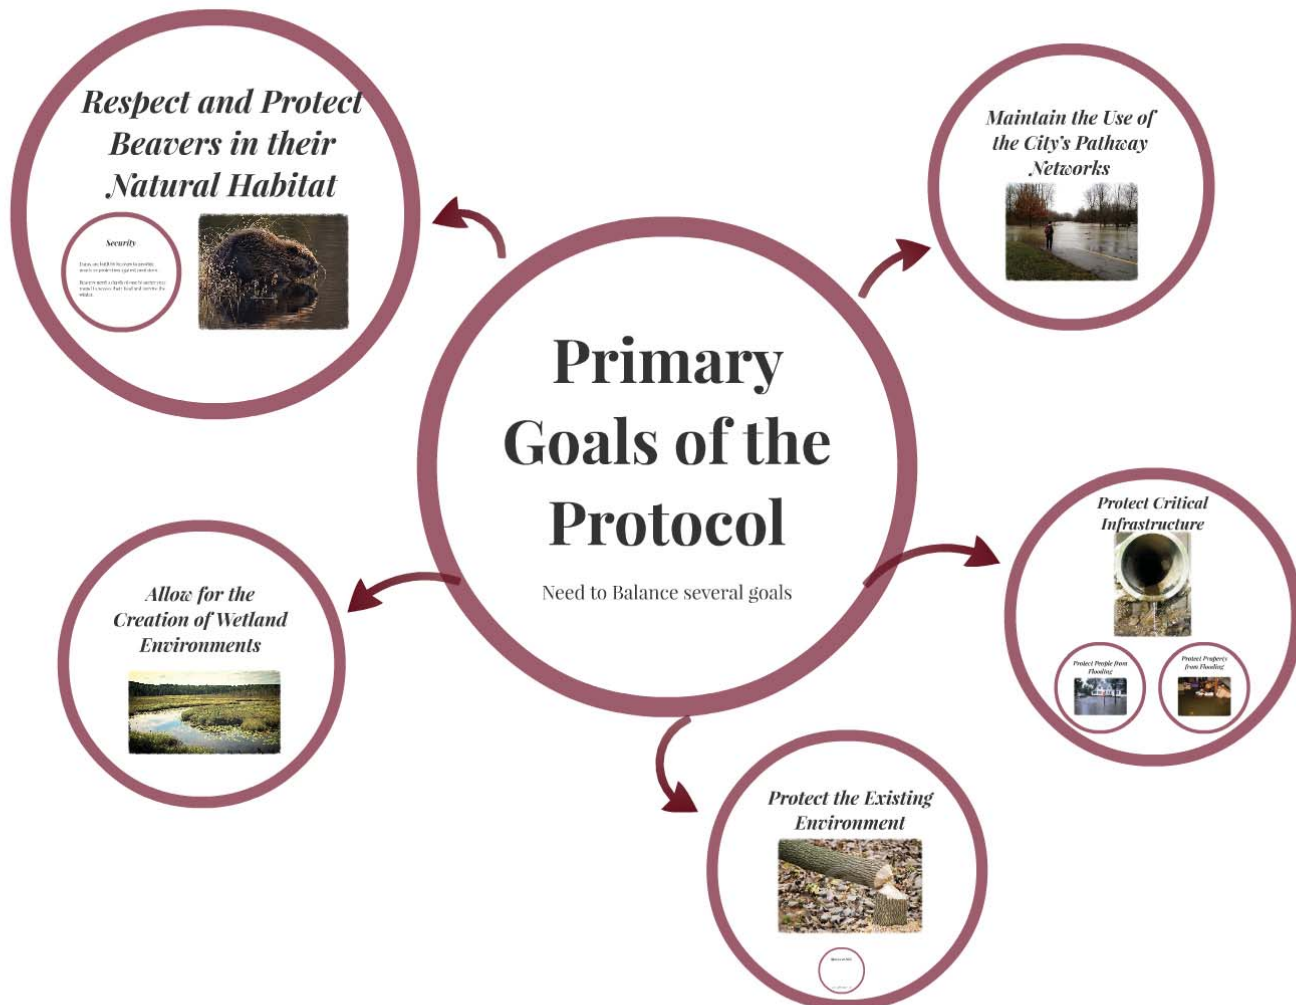 Respect and Protect
Beavers in their
Natural Habitat
Security
Maintain the Use of
the City's Pathway
Networks
Primary
Goals of the
Protocol
Need to Balance several goals
Protect Critical
Infrastructure
Protect People from
Flooding
Protect Property
from Flooding
Allow for the
Creation of Wetland
Environments
Protect the Existing
Environment